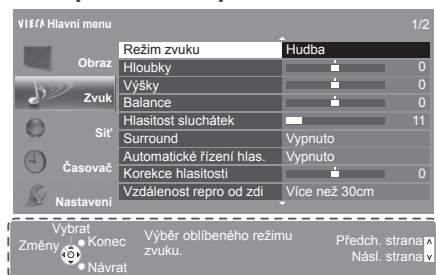 VIErA Hlavní menu
1/2
Obraz
Zvuk
Síť
Časovač
Nastavení
Režim zvuku Hudba
Hloubky 0
Výšky 0
Balance 0
Hlasitost sluchátek 11
Surround Vypnuto
Automatické řízení hlas. Vypnuto
Korekce hlasitosti 0
Vzdálenost repro od zdi Více než 30cm
Vybrat
Změny
Konec
Návrat
Výběr oblíbeného režimu
zvuku.
Předch. strana
Násl. strana